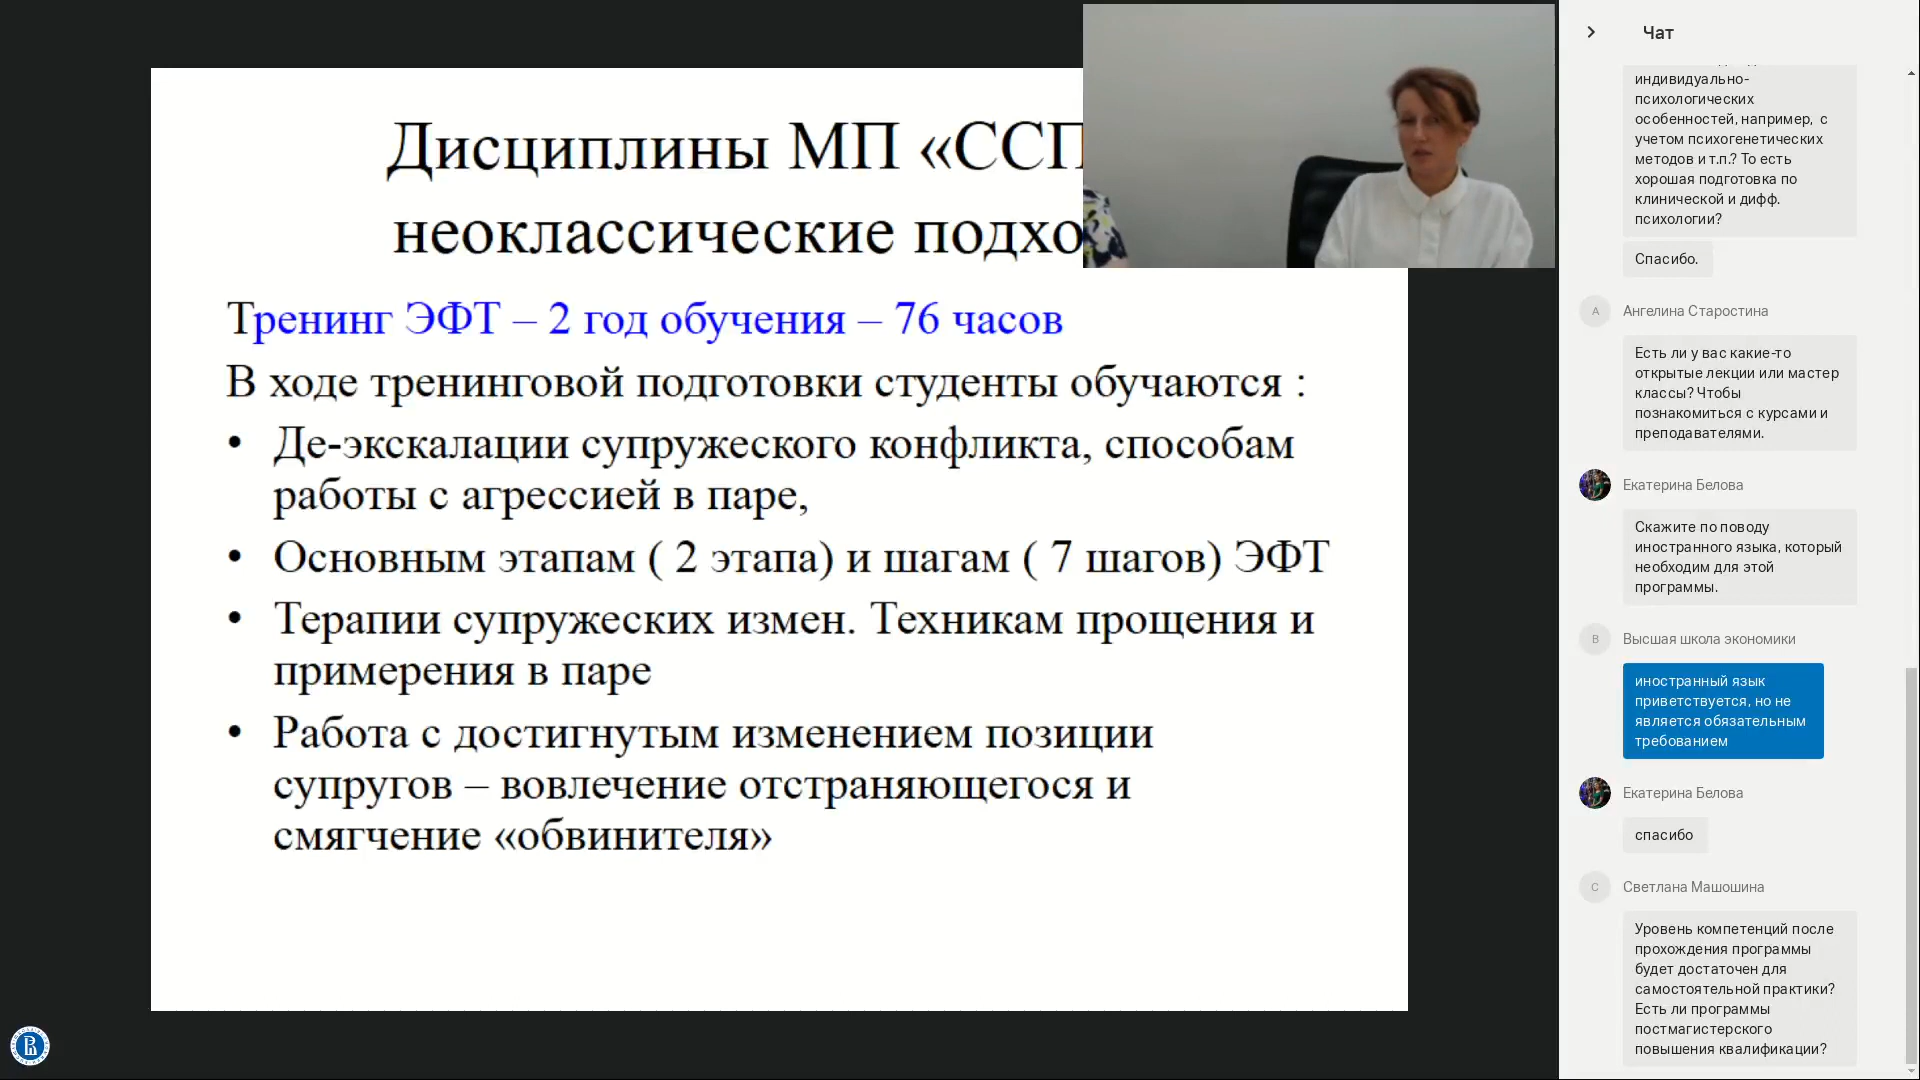 Дисциплины МП «ССП
неоклассические подхо
Тренинг ЭФТ – 2 год обучения – 76 часов
В ходе тренинговой подготовки студенты обучаются :
• Де-экскалации супружеского конфликта, способам
работы с агрессией в паре,
• Основным этапам ( 2 этапа) и шагам ( 7 шагов) ЭФТ
• Терапии супружеских измен. Техникам прощения и
примерения в паре
• Работа с достигнутым изменением позиции
супругов – вовлечение отстраняющегося и
смягчение «обвинителя»
Чат
индивидуально-
психологических
особенностей, например, с
учетом психогенетических
методов и т.п.? То есть
хорошая подготовка по
клинической и дифф.
психологии?
Спасибо.
А
Ангелина Старостина
Есть ли у вас какие-то
открытые лекции или мастер
классы? Чтобы
познакомиться с курсами и
преподавателями.
Екатерина Белова
Скажите по поводу
иностранного языка, который
необходим для этой
программы.
В
Высшая школа экономики
иностранный язык
приветствуется, но не
является обязательным
требованием
Екатерина Белова
спасибо
С
Светлана Машошина
Уровень компетенций после
прохождения программы
будет достаточен для
самостоятельной практики?
Есть ли программы
постмагистерского
повышения квалификации?